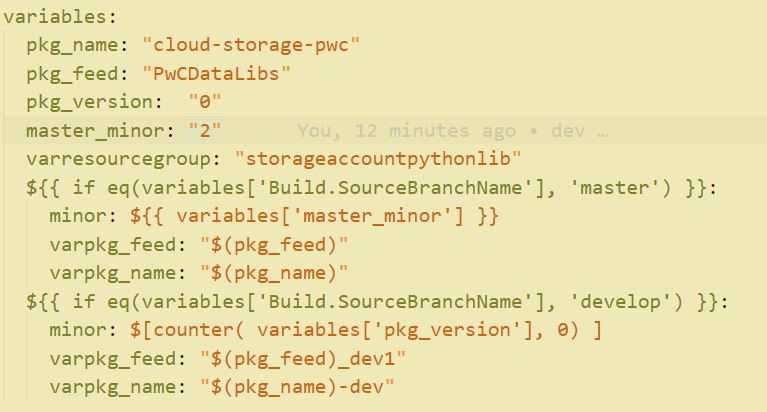 variables:
  pkg_name: "cloud-storage-pwc"
  pkg_feed: "PwCDataLibs"
  pkg_version:  "0"
  master_minor: "2"       You, 12 minutes ago • dev …
  varresourcegroup: "storageaccountpythonlib"
  ${{ if eq(variables['Build.SourceBranchName'], 'master') }}:
    minor: ${{ variables['master_minor'] }}
    varpkg_feed: "$(pkg_feed)"
    varpkg_name: "$(pkg_name)"
  ${{ if eq(variables['Build.SourceBranchName'], 'develop') }}:
    minor: $[counter( variables['pkg_version'], 0) ]
    varpkg_feed: "$(pkg_feed)_dev1"
    varpkg_name: "$(pkg_name)-dev"